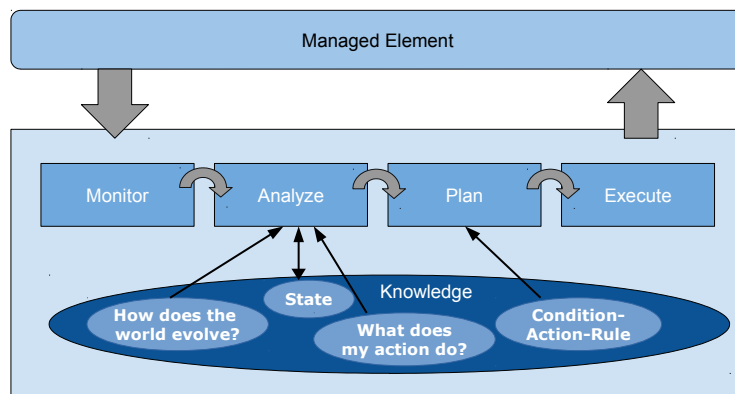 Managed Element
Monitor
Analyze
Plan
Execute
Knowledge
State
How does the
world evolve?
What does
my action do?
Condition-
Action-Rule